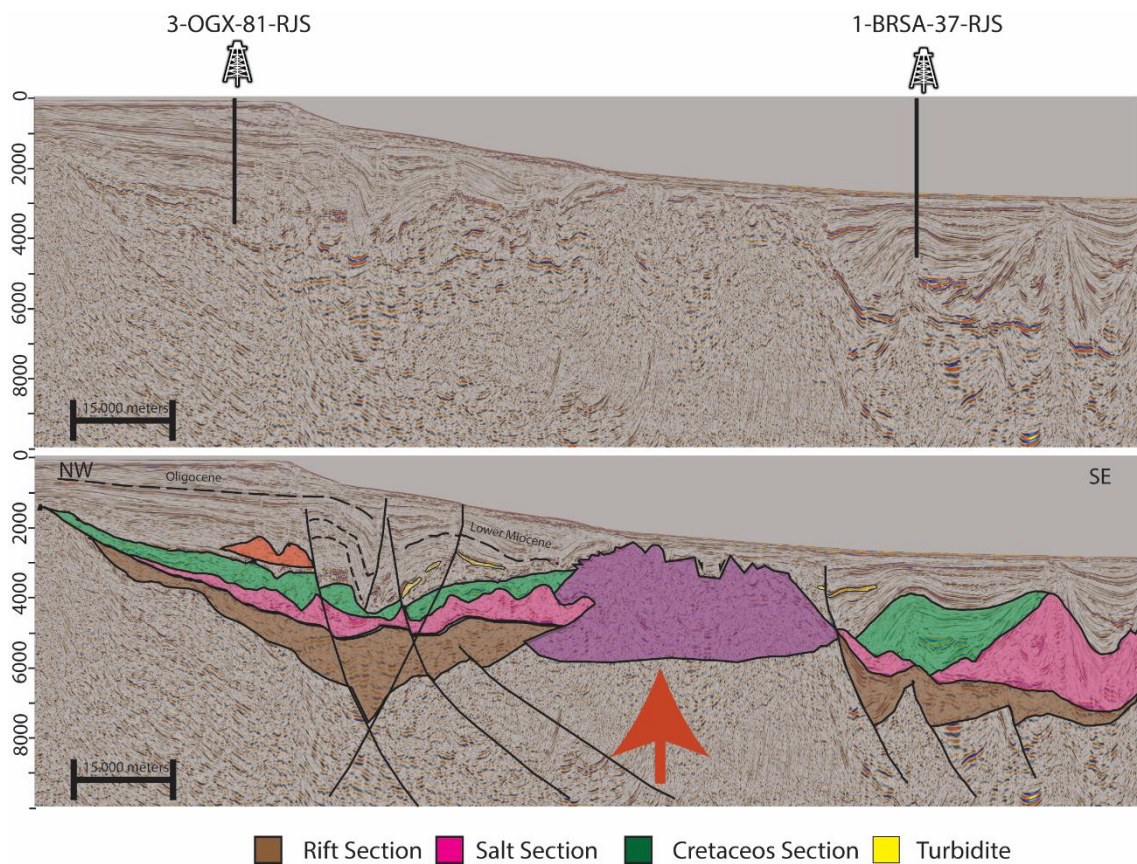 3-OGX-81-RJS 1-BRSA-37-RJS
0
2000
4000
6000
8000
15.000 meters
0
NW SE
Oligocene
Lower Miocene
2000
4000
6000
8000
15.000 meters
Rift Section Salt Section Cretaceos Section Turbidite